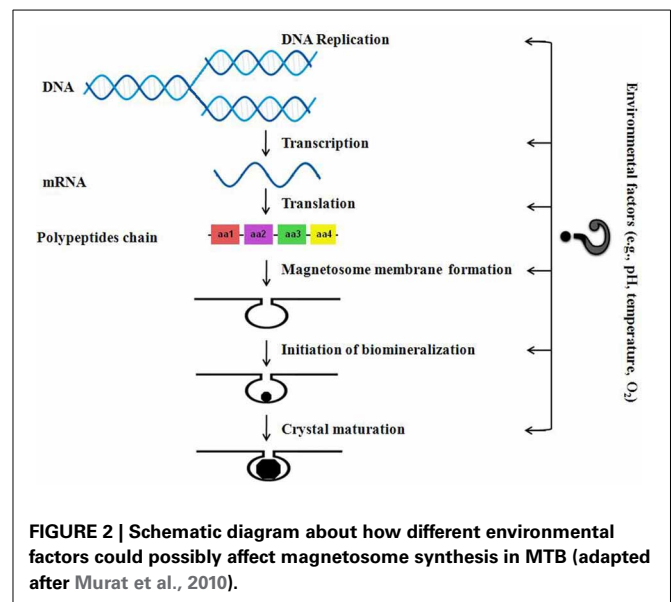 DNA Replication
DNA
Transcription
mRNA
Translation
Polypeptides chain
aa1 aa2 aa3 aa4
Magnetosome membrane formation
Initiation of biomineralization
Crystal maturation
Environmental factors (e.g., pH, temperature, O₂)
?
FIGURE 2 | Schematic diagram about how different environmental
factors could possibly affect magnetosome synthesis in MTB (adapted
after Murat et al., 2010).